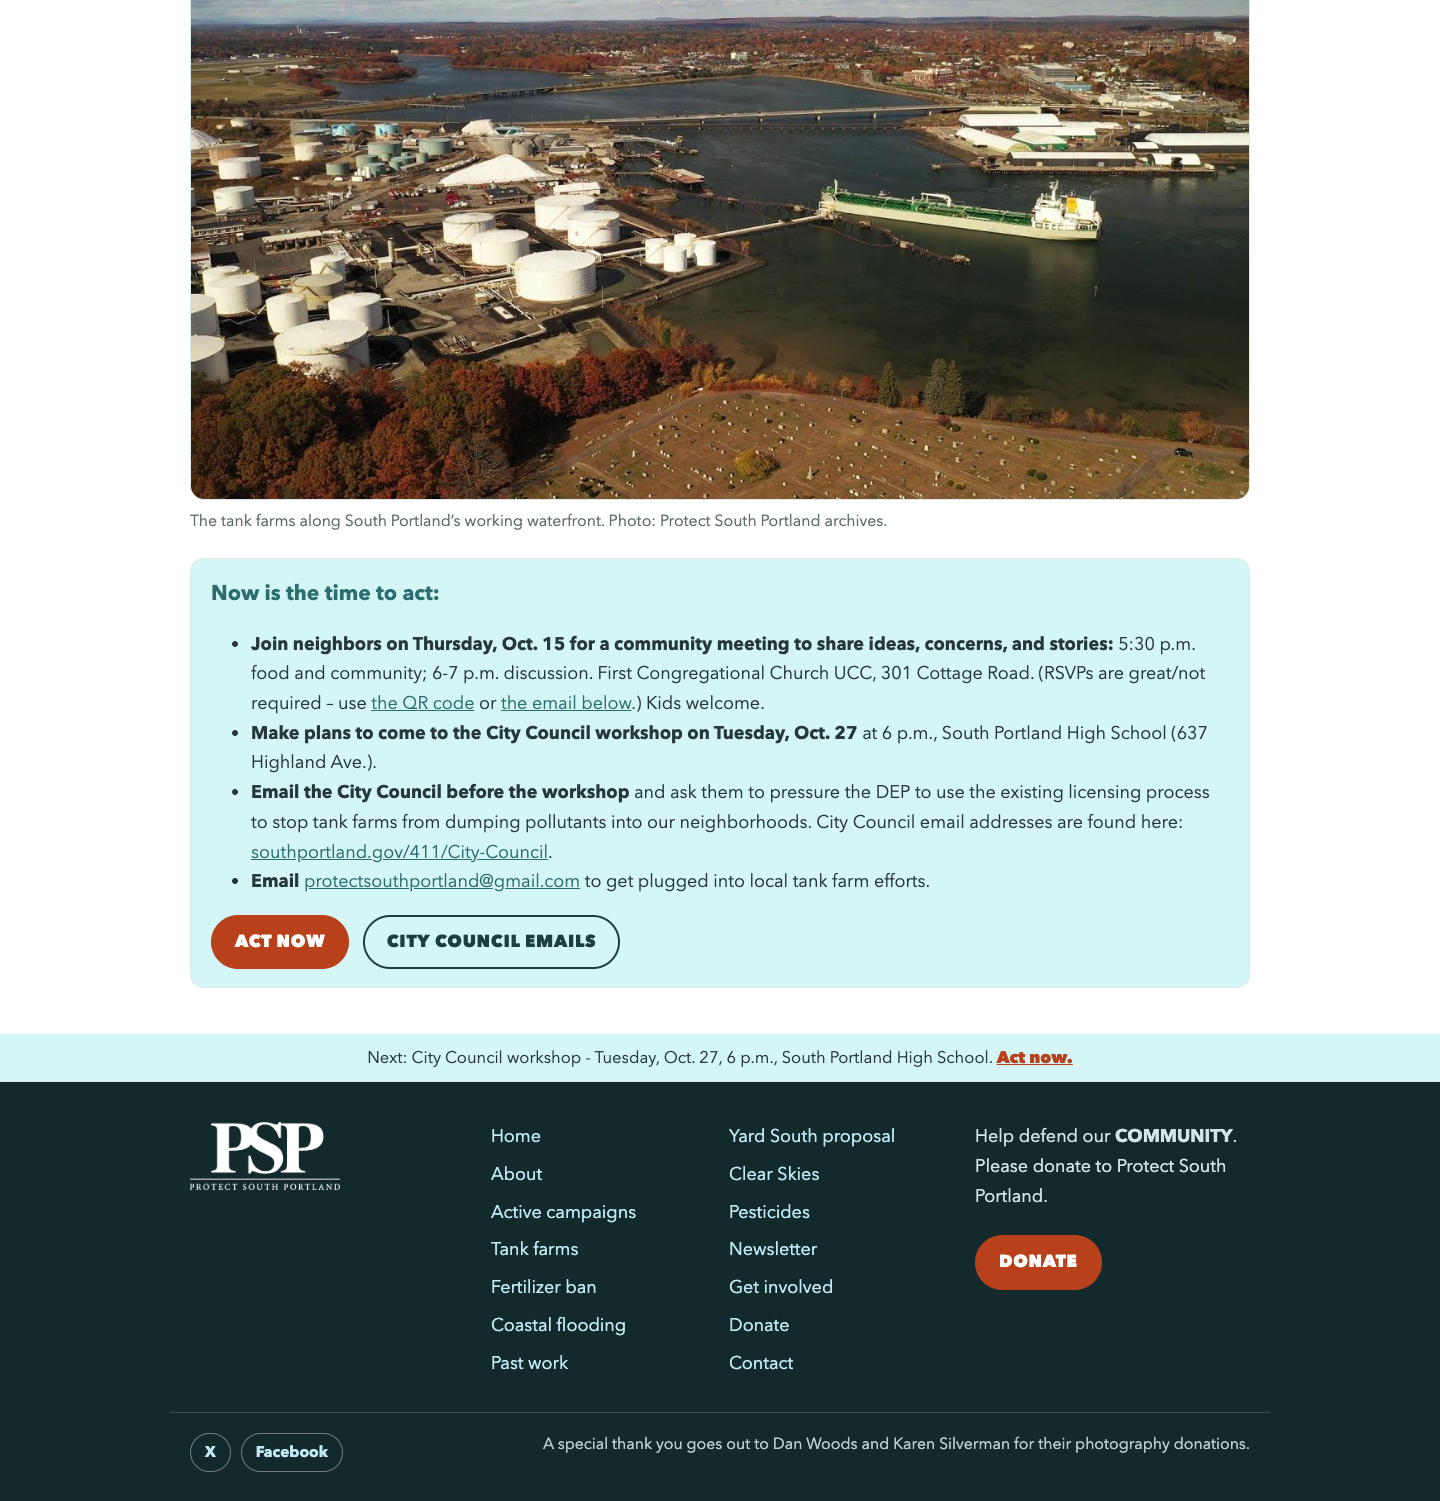 The tank farms along South Portland’s working waterfront. Photo: Protect South Portland archives.
Now is the time to act:
• Join neighbors on Thursday, Oct. 15 for a community meeting to share ideas, concerns, and stories: 5:30 p.m.
food and community; 6-7 p.m. discussion. First Congregational Church UCC, 301 Cottage Road. (RSVPs are great/not
required – use the QR code or the email below.) Kids welcome.
• Make plans to come to the City Council workshop on Tuesday, Oct. 27 at 6 p.m., South Portland High School (637
Highland Ave.).
• Email the City Council before the workshop and ask them to pressure the DEP to use the existing licensing process
to stop tank farms from dumping pollutants into our neighborhoods. City Council email addresses are found here:
southportland.gov/411/City-Council.
• Email protectsouthportland@gmail.com to get plugged into local tank farm efforts.
ACT NOW
CITY COUNCIL EMAILS
Next: City Council workshop - Tuesday, Oct. 27, 6 p.m., South Portland High School. Act now.
PSP
PROTECT SOUTH PORTLAND
Home
About
Active campaigns
Tank farms
Fertilizer ban
Coastal flooding
Past work
Yard South proposal
Clear Skies
Pesticides
Newsletter
Get involved
Donate
Contact
Help defend our COMMUNITY.
Please donate to Protect South
Portland.
DONATE
X
Facebook
A special thank you goes out to Dan Woods and Karen Silverman for their photography donations.